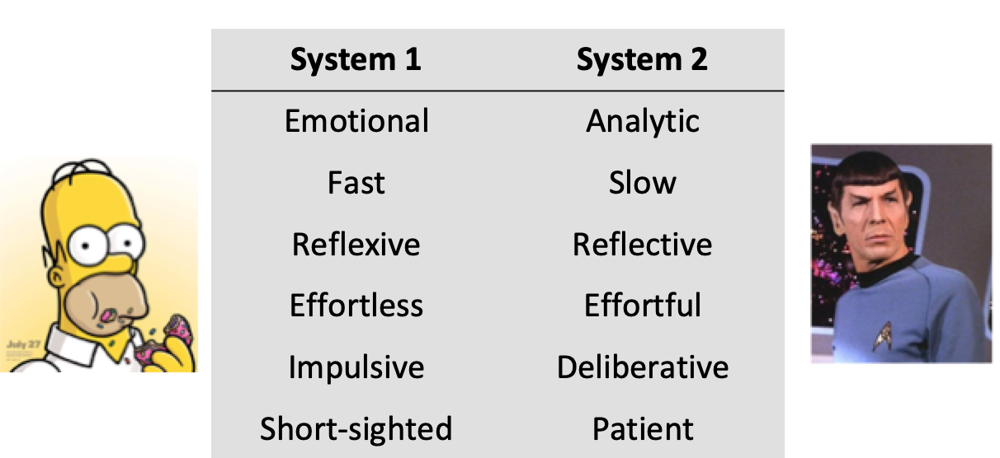 System 1 System 2
Emotional Analytic
Fast Slow
Reflexive Reflective
Effortless Effortful
Impulsive Deliberative
Short-sighted Patient
July 27